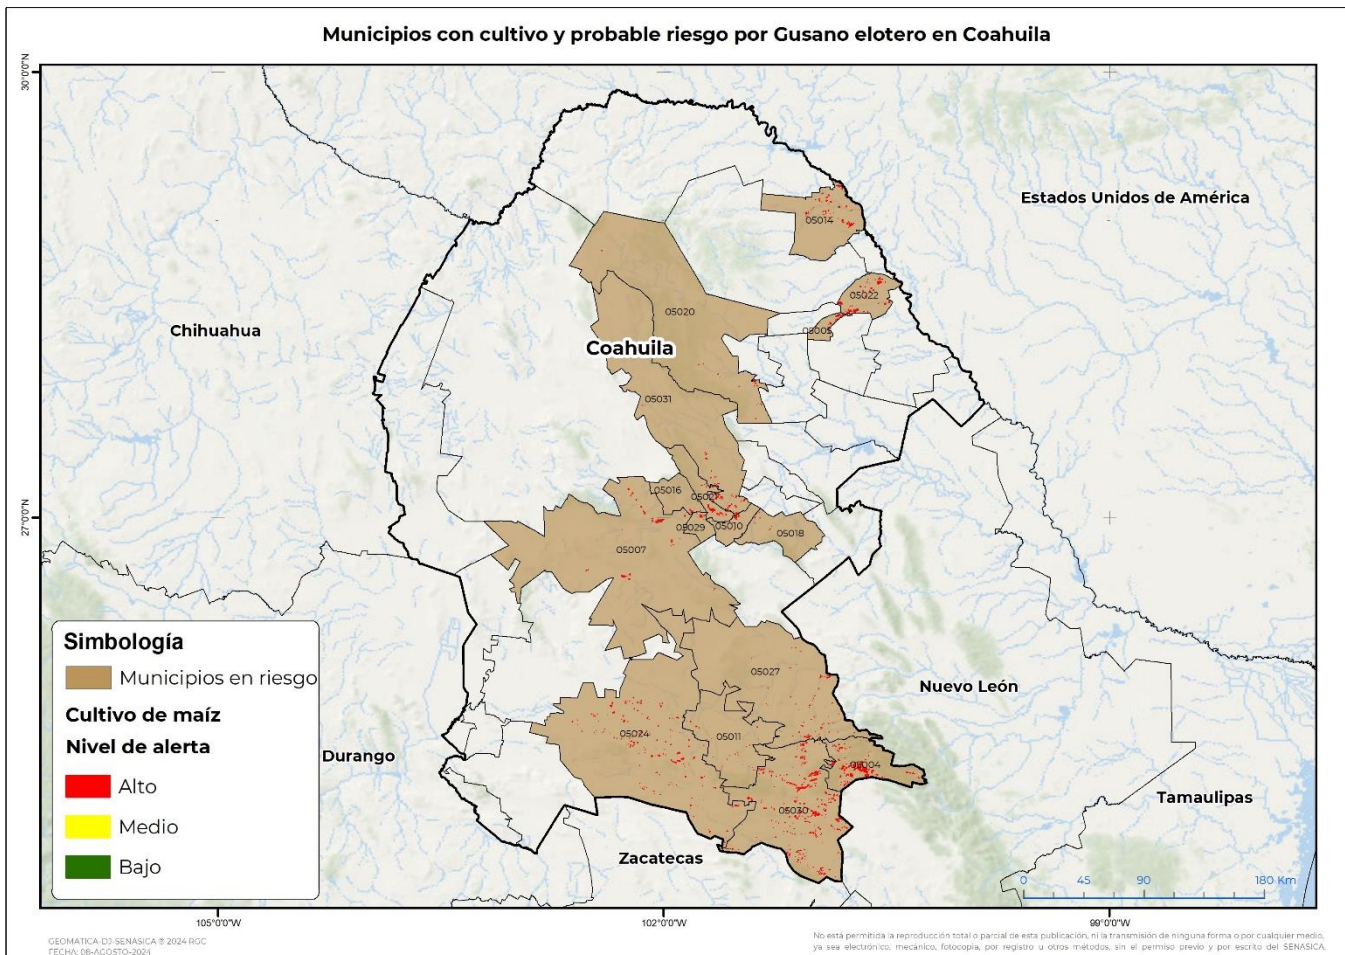 Municipios con cultivo y probable riesgo por Gusano elotero en Coahuila
30°0'0"N
Estados Unidos de América
05014
05022
05020
Chihuahua
Coahuila
05031
05016
27°0'0"N
05029
05010
05018
05007
Simbología
Municipios en riesgo
05027
Nuevo León
Cultivo de maíz
Nivel de alerta
05024
05011
Durango
05004
Alto
Tamaulipas
05030
Medio
Zacatecas
Bajo
0 45 90 180 Km
105°0'0"W 102°0'0"W 99°0'0"W
GEOMATICA-DJ-SENASICA © 2024 RGC
FECHA: 08-AGOSTO-2024
No está permitida la reproducción total o parcial de esta publicación, ni la transmisión de ninguna forma o por cualquier medio,
ya sea electrónico, mecánico, fotocopia, por registro u otros métodos, sin el permiso previo y por escrito del SENASICA.